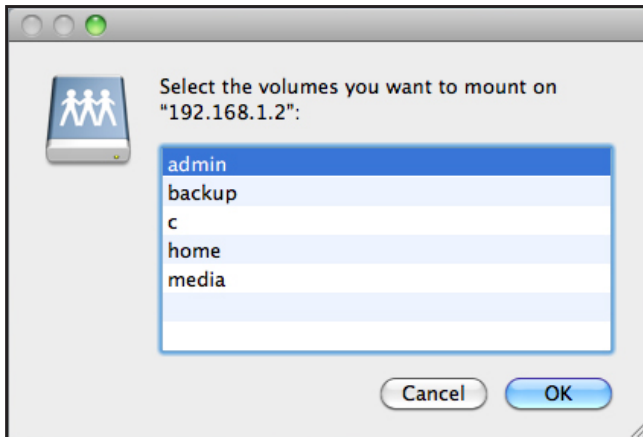 Select the volumes you want to mount on
“192.168.1.2”:
admin
backup
c
home
media
Cancel
OK